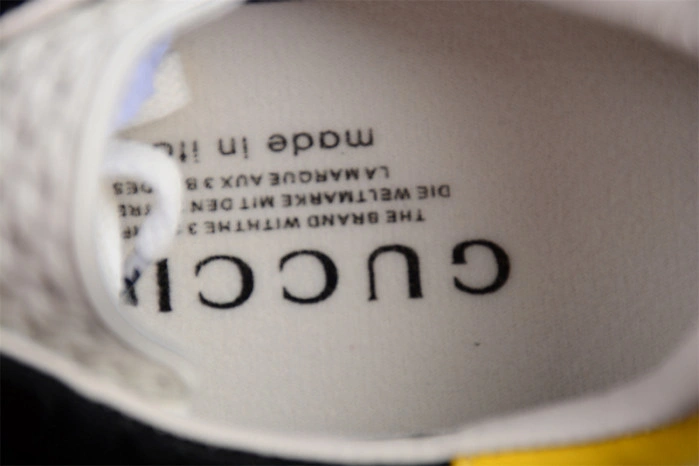 GUCCI
THE BRAND WITH THE 3
DIE WELTMARKE MIT DEN
LA MARQUE AUX 3
made in